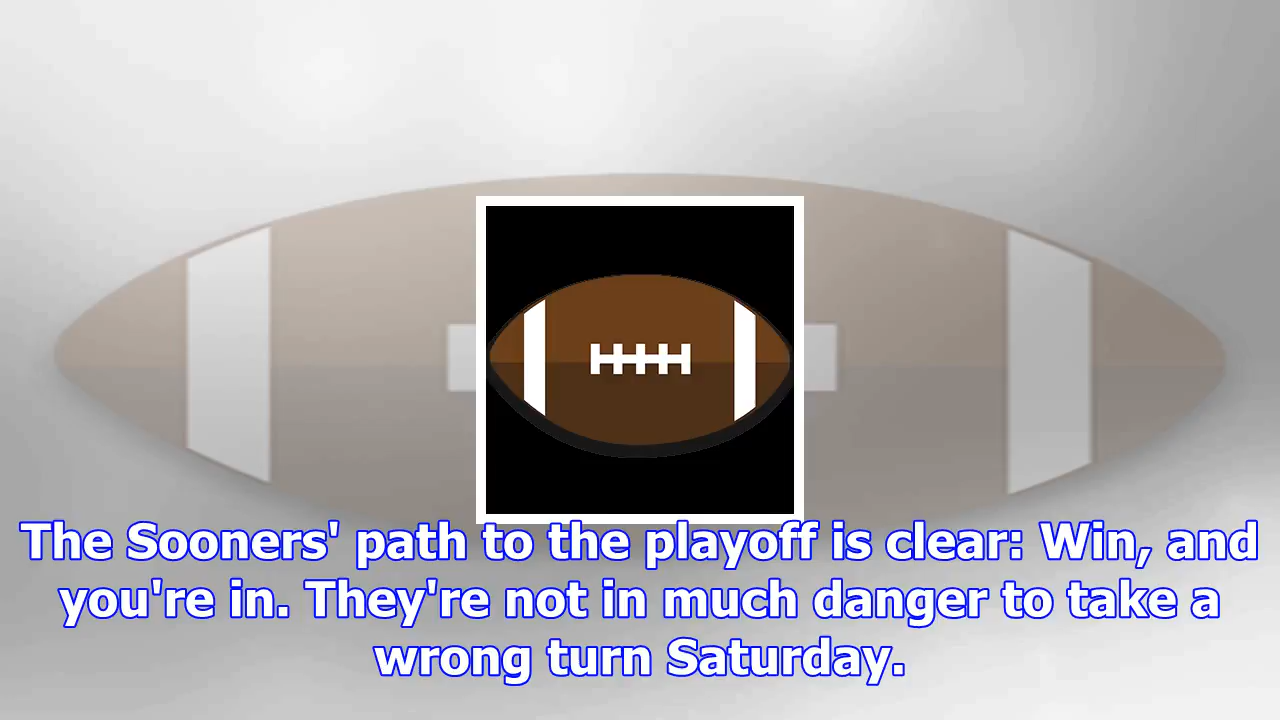 The Sooners' path to the playoff is clear: Win, and
you're in. They're not in much danger to take a
wrong turn Saturday.